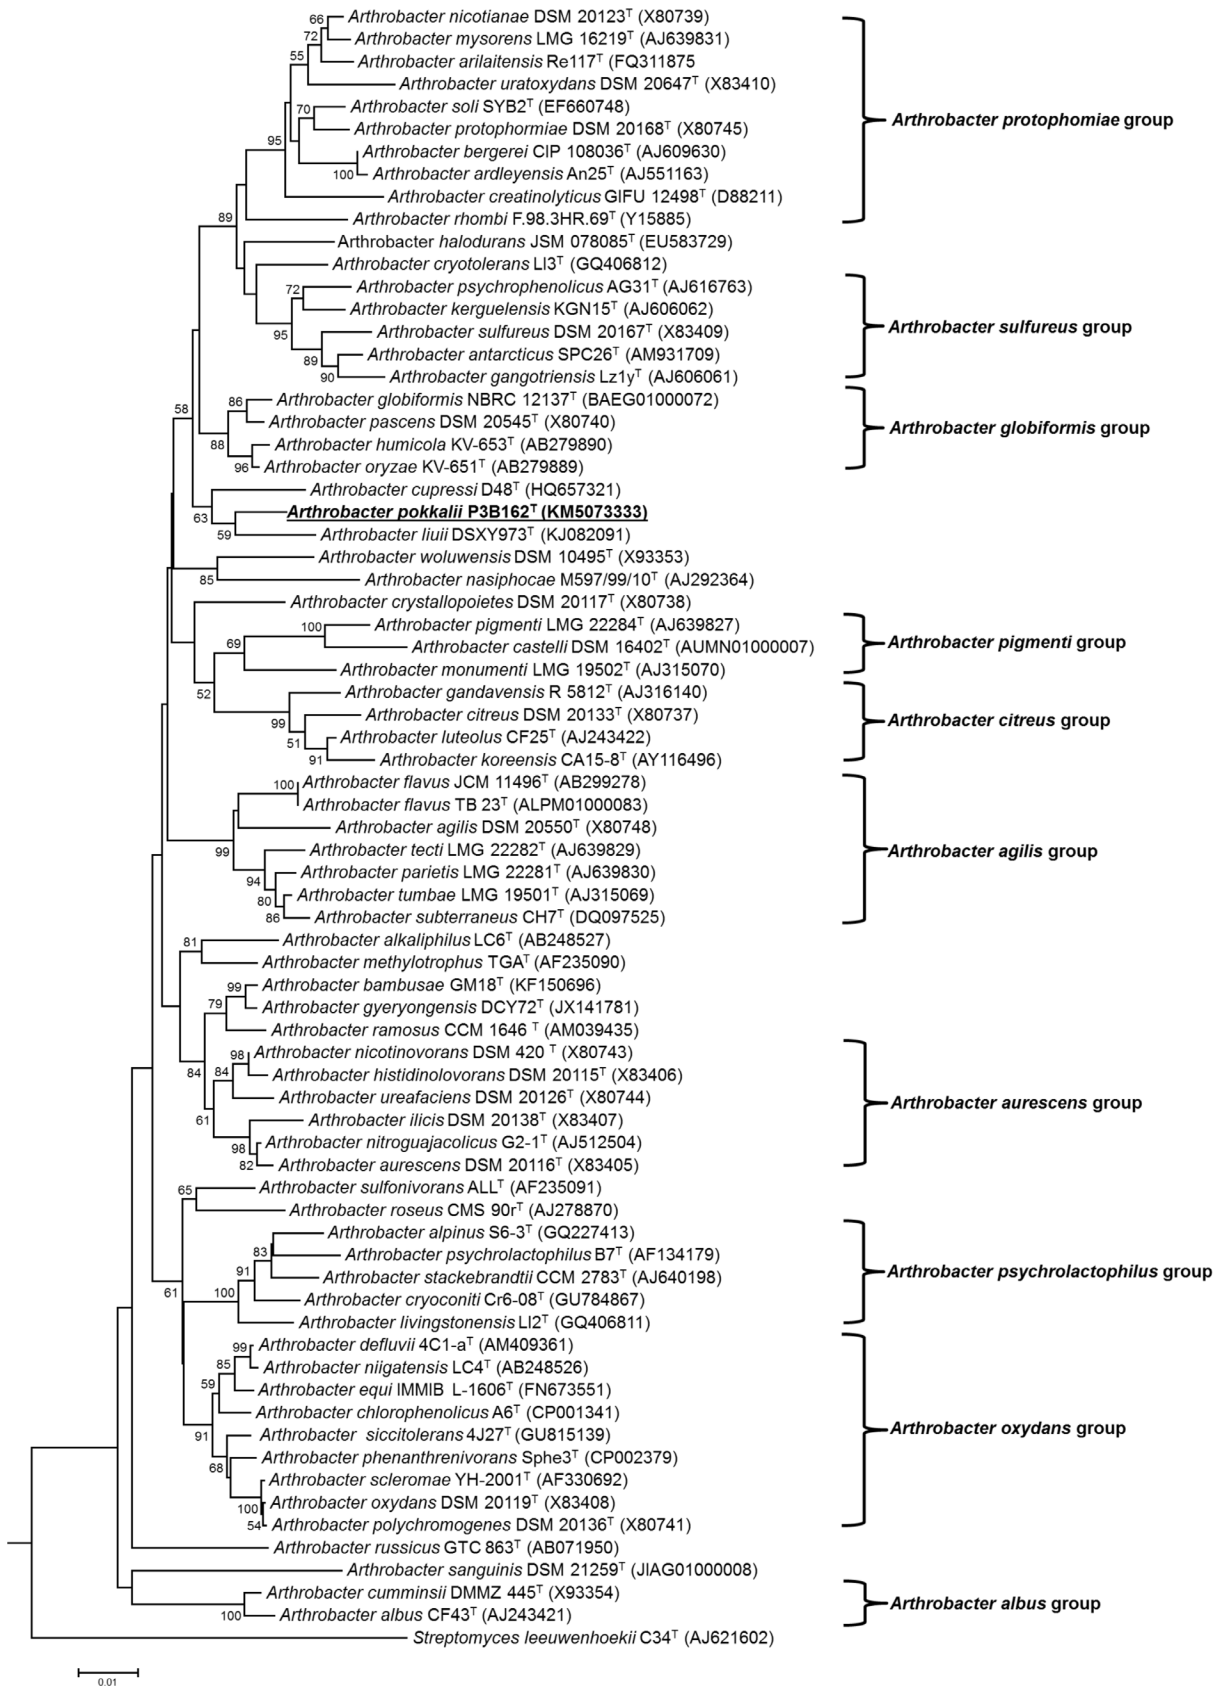 Arthrobacter nicotianae DSM 20123ᵀ (X80739)
Arthrobacter mysorens LMG 16219ᵀ (AJ639831)
Arthrobacter arilaitensis Re117ᵀ (FQ311875
Arthrobacter uratoxydans DSM 20647ᵀ (X83410)
Arthrobacter soli SYB2ᵀ (EF660748)
Arthrobacter protophormiae DSM 20168ᵀ (X80745)
Arthrobacter bergerei CIP 108036ᵀ (AJ609630)
Arthrobacter ardleyensis An25ᵀ (AJ551163)
Arthrobacter creatinolyticus GIFU 12498ᵀ (D88211)
Arthrobacter rhombi F.98.3HR.69ᵀ (Y15885)
Arthrobacter protophomiae group
66
72
55
70
95
100
89
Arthrobacter halodurans JSM 078085ᵀ (EU583729)
Arthrobacter cryotolerans LI3ᵀ (GQ406812)
Arthrobacter psychrophenolicus AG31ᵀ (AJ616763)
Arthrobacter kerguelensis KGN15ᵀ (AJ606062)
Arthrobacter sulfureus DSM 20167ᵀ (X83409)
Arthrobacter antarcticus SPC26ᵀ (AM931709)
Arthrobacter gangotriensis Lz1yᵀ (AJ606061)
Arthrobacter sulfureus group
72
95
89
90
Arthrobacter globiformis NBRC 12137ᵀ (BAEG01000072)
Arthrobacter pascens DSM 20545ᵀ (X80740)
Arthrobacter humicola KV-653ᵀ (AB279890)
Arthrobacter oryzae KV-651ᵀ (AB279889)
Arthrobacter globiformis group
86
58
88
96
Arthrobacter cupressi D48ᵀ (HQ657321)
Arthrobacter pokkalii P3B162ᵀ (KM5073333)
Arthrobacter liuii DSXY973ᵀ (KJ082091)
63
59
Arthrobacter woluwensis DSM 10495ᵀ (X93353)
Arthrobacter nasiphocae M597/99/10ᵀ (AJ292364)
85
Arthrobacter crystallopoietes DSM 20117ᵀ (X80738)
Arthrobacter pigmenti LMG 22284ᵀ (AJ639827)
Arthrobacter castelli DSM 16402ᵀ (AUMN01000007)
Arthrobacter monumenti LMG 19502ᵀ (AJ315070)
Arthrobacter pigmenti group
100
69
52
Arthrobacter gandavensis R 5812ᵀ (AJ316140)
Arthrobacter citreus DSM 20133ᵀ (X80737)
Arthrobacter luteolus CF25ᵀ (AJ243422)
Arthrobacter koreensis CA15-8ᵀ (AY116496)
Arthrobacter citreus group
99
51
91
Arthrobacter flavus JCM 11496ᵀ (AB299278)
Arthrobacter flavus TB 23ᵀ (ALPM01000083)
Arthrobacter agilis DSM 20550ᵀ (X80748)
Arthrobacter tecti LMG 22282ᵀ (AJ639829)
Arthrobacter parietis LMG 22281ᵀ (AJ639830)
Arthrobacter tumbae LMG 19501ᵀ (AJ315069)
Arthrobacter subterraneus CH7ᵀ (DQ097525)
Arthrobacter agilis group
100
99
94
80
86
Arthrobacter alkaliphilus LC6ᵀ (AB248527)
Arthrobacter methylotrophus TGAᵀ (AF235090)
81
Arthrobacter bambusae GM18ᵀ (KF150696)
Arthrobacter gyeryongensis DCY72ᵀ (JX141781)
Arthrobacter ramosus CCM 1646 ᵀ (AM039435)
99
79
Arthrobacter nicotinovorans DSM 420 ᵀ (X80743)
Arthrobacter histidinolovorans DSM 20115ᵀ (X83406)
Arthrobacter ureafaciens DSM 20126ᵀ (X80744)
Arthrobacter ilicis DSM 20138ᵀ (X83407)
Arthrobacter nitroguajacolicus G2-1ᵀ (AJ512504)
Arthrobacter aurescens DSM 20116ᵀ (X83405)
Arthrobacter aurescens group
98
84
84
61
98
82
Arthrobacter sulfonivorans ALLᵀ (AF235091)
Arthrobacter roseus CMS 90rᵀ (AJ278870)
65
Arthrobacter alpinus S6-3ᵀ (GQ227413)
Arthrobacter psychrolactophilus B7ᵀ (AF134179)
Arthrobacter stackebrandtii CCM 2783ᵀ (AJ640198)
Arthrobacter cryoconiti Cr6-08ᵀ (GU784867)
Arthrobacter livingstonensis LI2ᵀ (GQ406811)
Arthrobacter psychrolactophilus group
83
91
61
100
Arthrobacter defluvii 4C1-aᵀ (AM409361)
Arthrobacter niigatensis LC4ᵀ (AB248526)
Arthrobacter equi IMMIB L-1606ᵀ (FN673551)
Arthrobacter chlorophenolicus A6ᵀ (CP001341)
Arthrobacter siccitolerans 4J27ᵀ (GU815139)
Arthrobacter phenanthrenivorans Sphe3ᵀ (CP002379)
Arthrobacter scleromae YH-2001ᵀ (AF330692)
Arthrobacter oxydans DSM 20119ᵀ (X83408)
Arthrobacter polychromogenes DSM 20136ᵀ (X80741)
Arthrobacter oxydans group
99
85
59
91
68
100
54
Arthrobacter russicus GTC 863ᵀ (AB071950)
Arthrobacter sanguinis DSM 21259ᵀ (JIAG01000008)
Arthrobacter cumminsii DMMZ 445ᵀ (X93354)
Arthrobacter albus CF43ᵀ (AJ243421)
Arthrobacter albus group
100
Streptomyces leeuwenhoekii C34ᵀ (AJ621602)
0.01